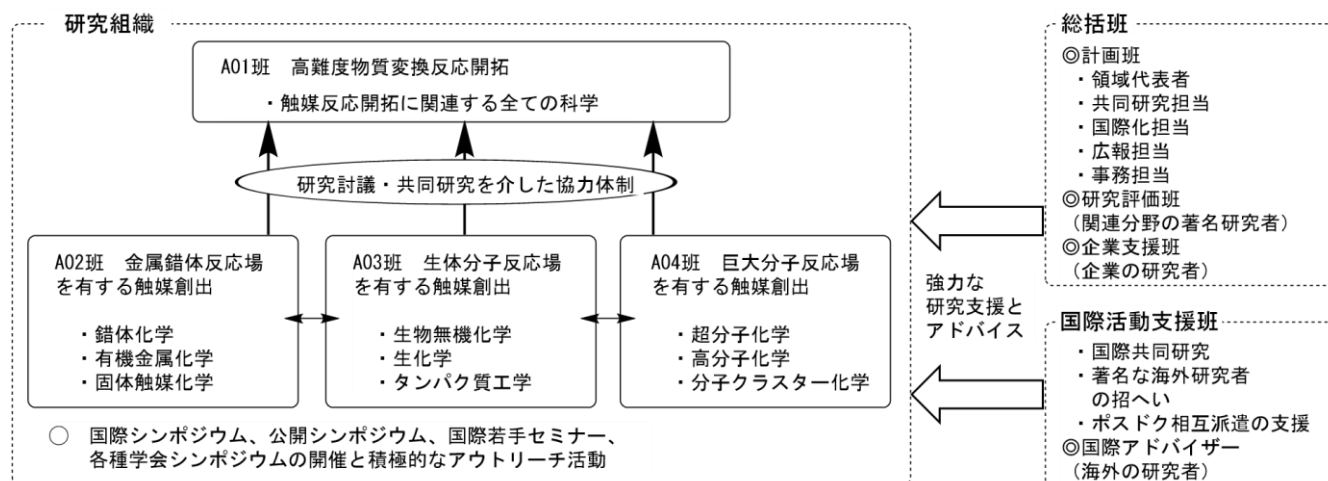 研究組織
A01班　高難度物質変換反応開拓
・触媒反応開拓に関連する全ての科学
研究討議・共同研究を介した協力体制
A02班　金属錯体反応場
を有する触媒創出
・錯体化学
・有機金属化学
・固体触媒化学
A03班　生体分子反応場
を有する触媒創出
・生物無機化学
・生化学
・タンパク質工学
A04班　巨大分子反応場
を有する触媒創出
・超分子化学
・高分子化学
・分子クラスター化学
○　国際シンポジウム、公開シンポジウム、国際若手セミナー、
各種学会シンポジウムの開催と積極的なアウトリーチ活動
強力な
研究支援と
アドバイス
総括班
◎計画班
・領域代表者
・共同研究担当
・国際化担当
・広報担当
・事務担当
◎研究評価班
（関連分野の著名研究者）
◎企業支援班
（企業の研究者）
国際活動支援班
・国際共同研究
・著名な海外研究者
の招へい
・ポスドク相互派遣の支援
◎国際アドバイザー
（海外の研究者）